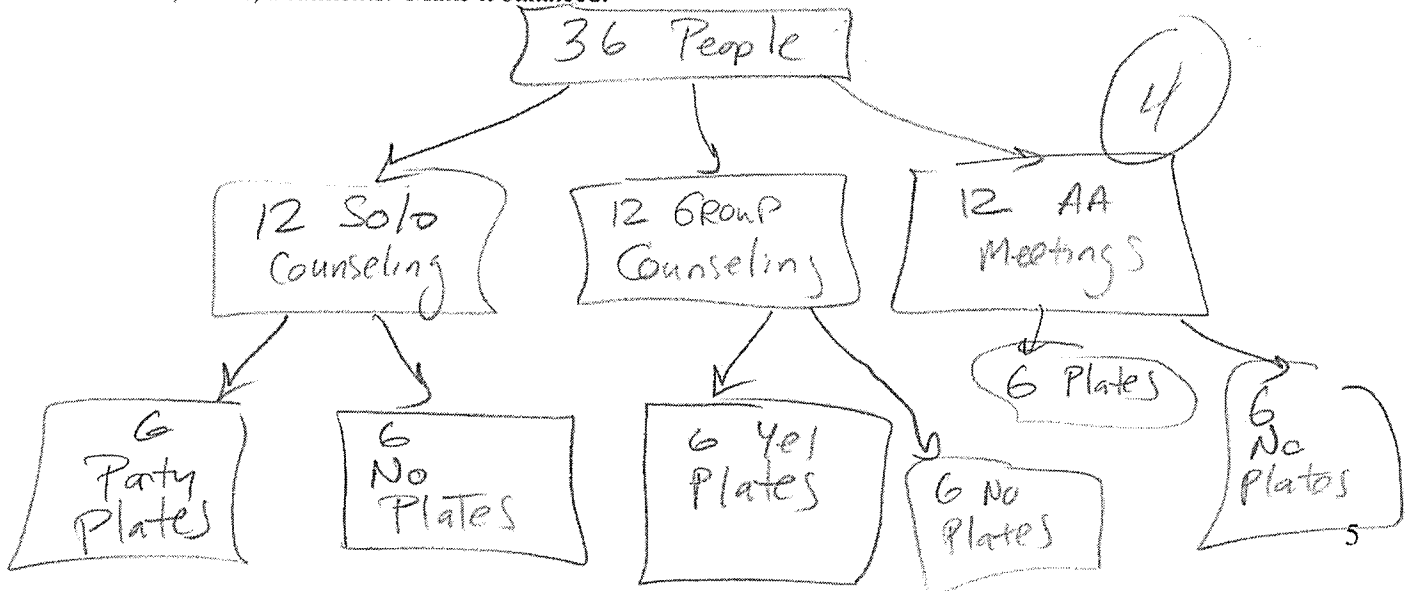 36 People
4
12 Solo
Counseling
12 GRouP
Counseling
12 AA
Meetings
6
Party
Plates
6
No
PlaTes
6 Yes
Plates
6 No
Plates
6 Plates
6
No
Plates
5